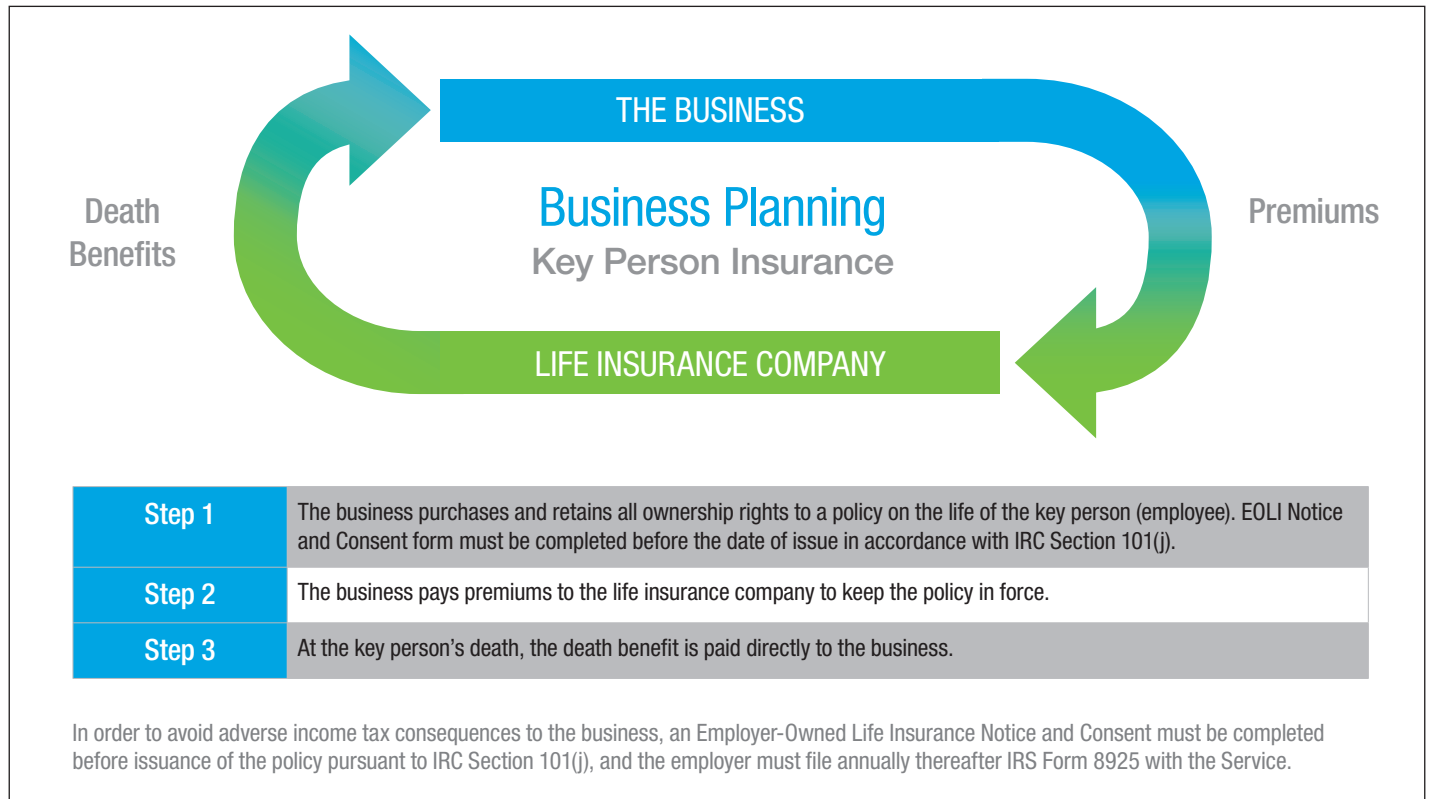 THE BUSINESS
Death
Benefits
Business Planning
Key Person Insurance
Premiums
LIFE INSURANCE COMPANY
Step 1
The business purchases and retains all ownership rights to a policy on the life of the key person (employee). EOLI Notice
and Consent form must be completed before the date of issue in accordance with IRC Section 101(j).
Step 2
The business pays premiums to the life insurance company to keep the policy in force.
Step 3
At the key person’s death, the death benefit is paid directly to the business.
In order to avoid adverse income tax consequences to the business, an Employer-Owned Life Insurance Notice and Consent must be completed
before issuance of the policy pursuant to IRC Section 101(j), and the employer must file annually thereafter IRS Form 8925 with the Service.